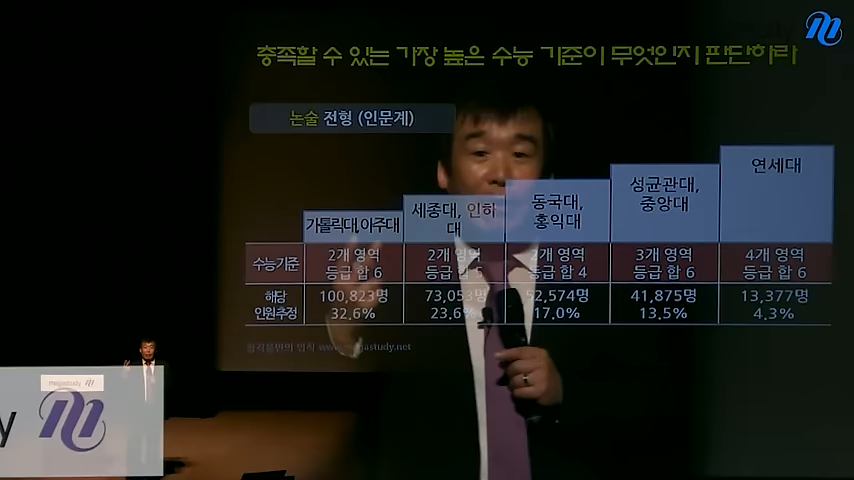 충족할 수 있는 가장 높은 수능 기준이 무엇인지 판단하라
논술 전형 (인문계)
가톨릭대,아주대
세종대, 인하대
동국대, 홍익대
성균관대, 중앙대
연세대
수능기준
2개 영역 등급 합 6
2개 영역 등급 합 5
2개 영역 등급 합 4
3개 영역 등급 합 6
4개 영역 등급 합 6
해당 인원추정
100,823명 32.6%
73,053명 23.6%
52,574명 17.0%
41,875명 13.5%
13,377명 4.3%
www.megastudy.net
megastudy
y